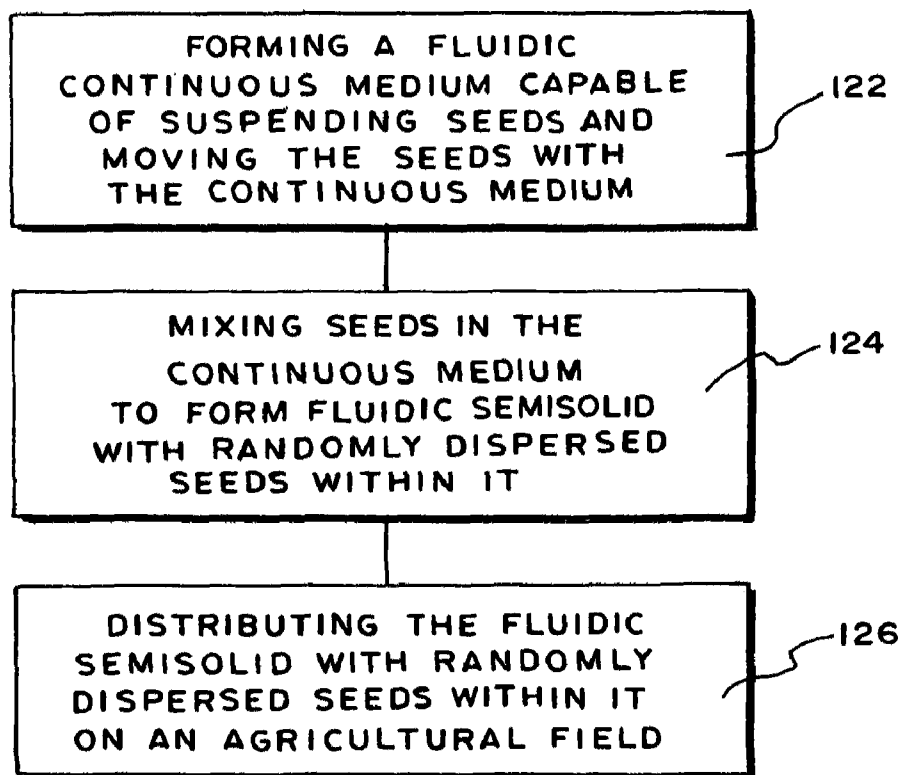 FORMING A FLUIDIC
CONTINUOUS MEDIUM CAPABLE
OF SUSPENDING SEEDS AND
MOVING THE SEEDS WITH
THE CONTINUOUS MEDIUM
122
MIXING SEEDS IN THE
CONTINUOUS MEDIUM
TO FORM FLUIDIC SEMISOLID
WITH RANDOMLY DISPERSED
SEEDS WITHIN IT
124
DISTRIBUTING THE FLUIDIC
SEMISOLID WITH RANDOMLY
DISPERSED SEEDS WITHIN IT
ON AN AGRICULTURAL FIELD
126